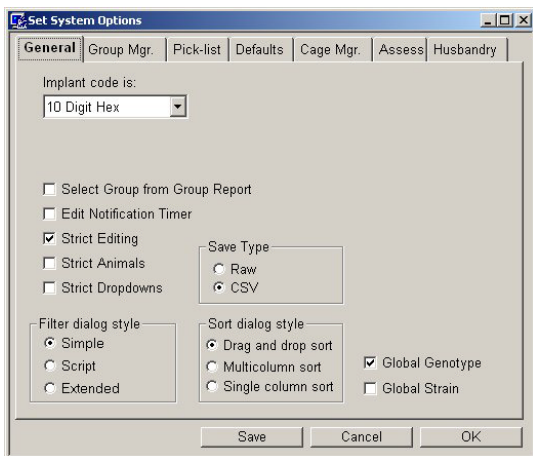 Set System Options
General Group Mgr. Pick-list Defaults Cage Mgr. Assess Husbandry
Implant code is:
10 Digit Hex
Select Group from Group Report
Edit Notification Timer
Strict Editing
Strict Animals
Strict Dropdowns
Save Type
Raw
CSV
Filter dialog style
Simple
Script
Extended
Sort dialog style
Drag and drop sort
Multicolumn sort
Single column sort
Global Genotype
Global Strain
Save Cancel OK